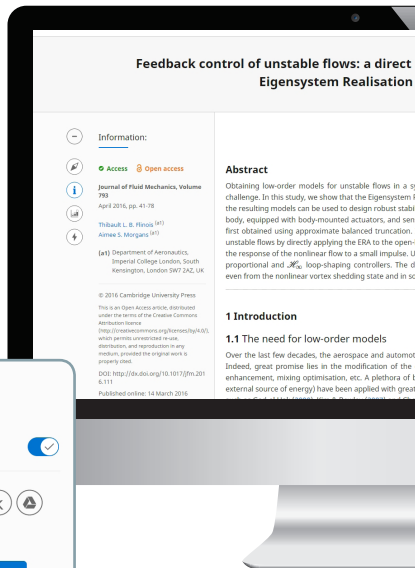 Feedback control of unstable flows: a direct
Eigensystem Realisation
Information:
Access
Open access
Journal of Fluid Mechanics, Volume
793
April 2016, pp. 41-78
Thibault L. B. Flinois (a1)
Aimee S. Morgans (a1)
(a1) Department of Aeronautics,
Imperial College London, South
Kensington, London SW7 2AZ, UK
© 2016 Cambridge University Press
This is an Open Access article, distributed
under the terms of the Creative Commons
Attribution licence
(http://creativecommons.org/licenses/by/4.0/),
which permits unrestricted re-use,
distribution, and reproduction in any
medium, provided the original work is
properly cited.
DOI: http://dx.doi.org/10.1017/jfm.201
6.111
Published online: 14 March 2016
Abstract
Obtaining low-order models for unstable flows in a sy
challenge. In this study, we show that the Eigensystem R
the resulting models can be used to design robust stabil
body, equipped with body-mounted actuators, and sen
first obtained using approximate balanced truncation.
unstable flows by directly applying the ERA to the open-
the response of the nonlinear flow to a small impulse. U
proportional and ℋ∞ loop-shaping controllers. The d
even from the nonlinear vortex shedding state and in so
1 Introduction
1.1 The need for low-order models
Over the last few decades, the aerospace and automot
Indeed, great promise lies in the modification of the
enhancement, mixing optimisation, etc. A plethora of b
external source of energy) have been applied with great